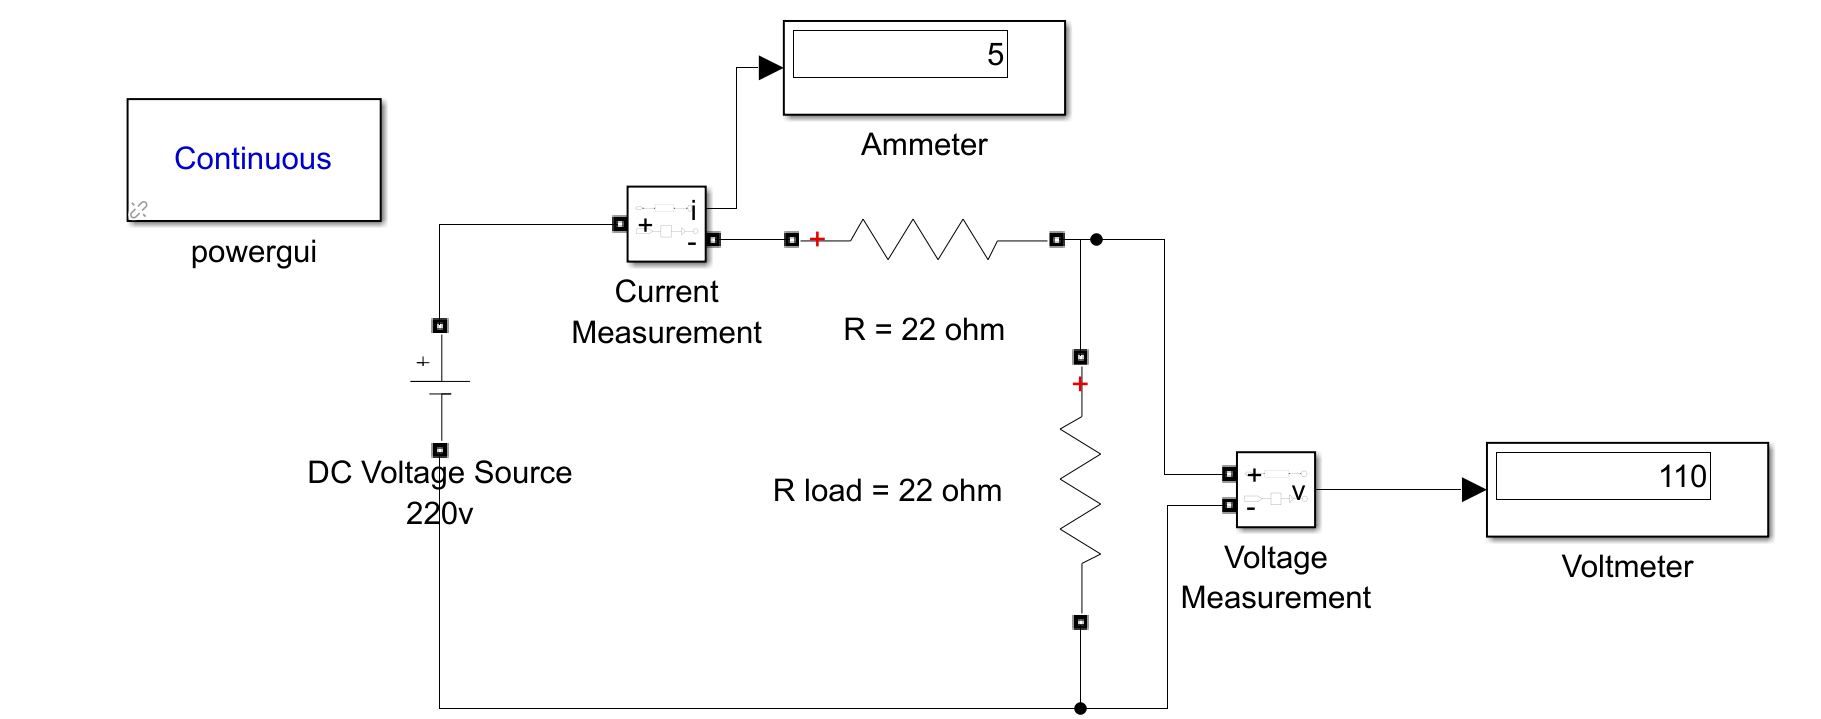 5
Ammeter
Continuous
powergui
i
+
-
+
Current
Measurement
R = 22 ohm
+
+
DC Voltage Source
220v
R load = 22 ohm
+
v
-
110
Voltage
Measurement
Voltmeter